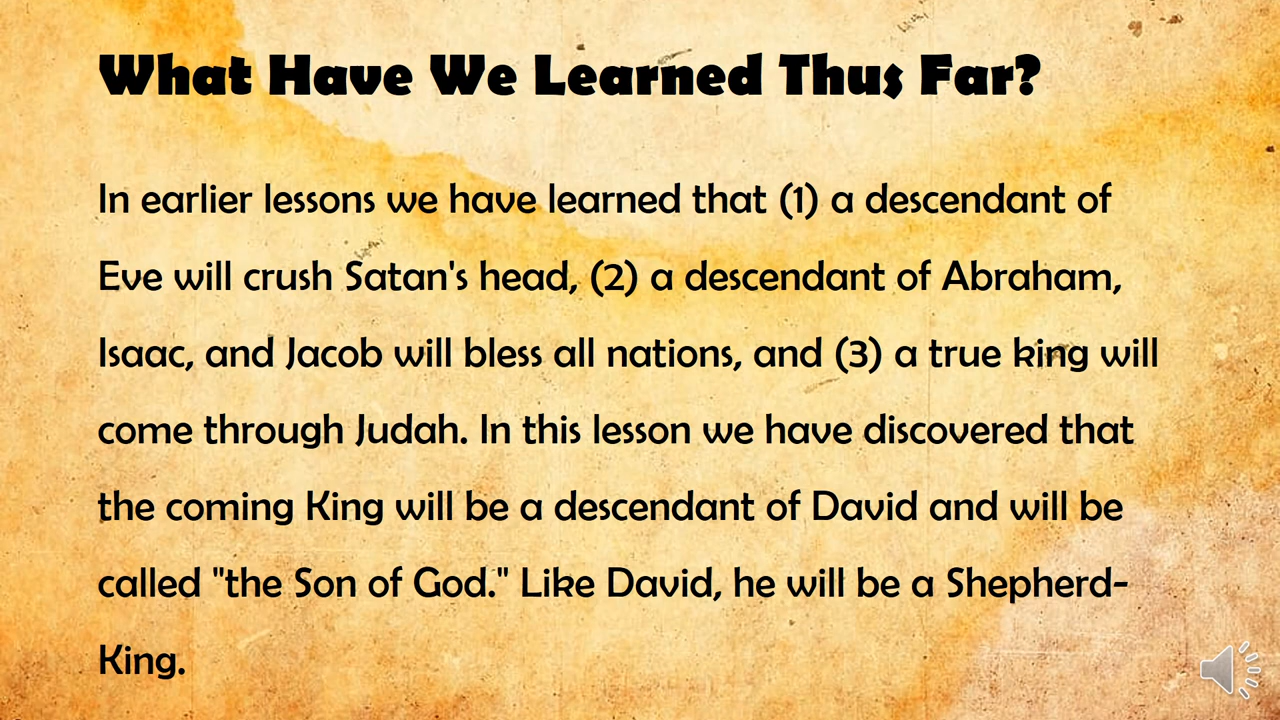 What Have We Learned Thus Far?
In earlier lessons we have learned that (1) a descendant of
Eve will crush Satan's head, (2) a descendant of Abraham,
Isaac, and Jacob will bless all nations, and (3) a true king will
come through Judah. In this lesson we have discovered that
the coming King will be a descendant of David and will be
called "the Son of God." Like David, he will be a Shepherd-
King.